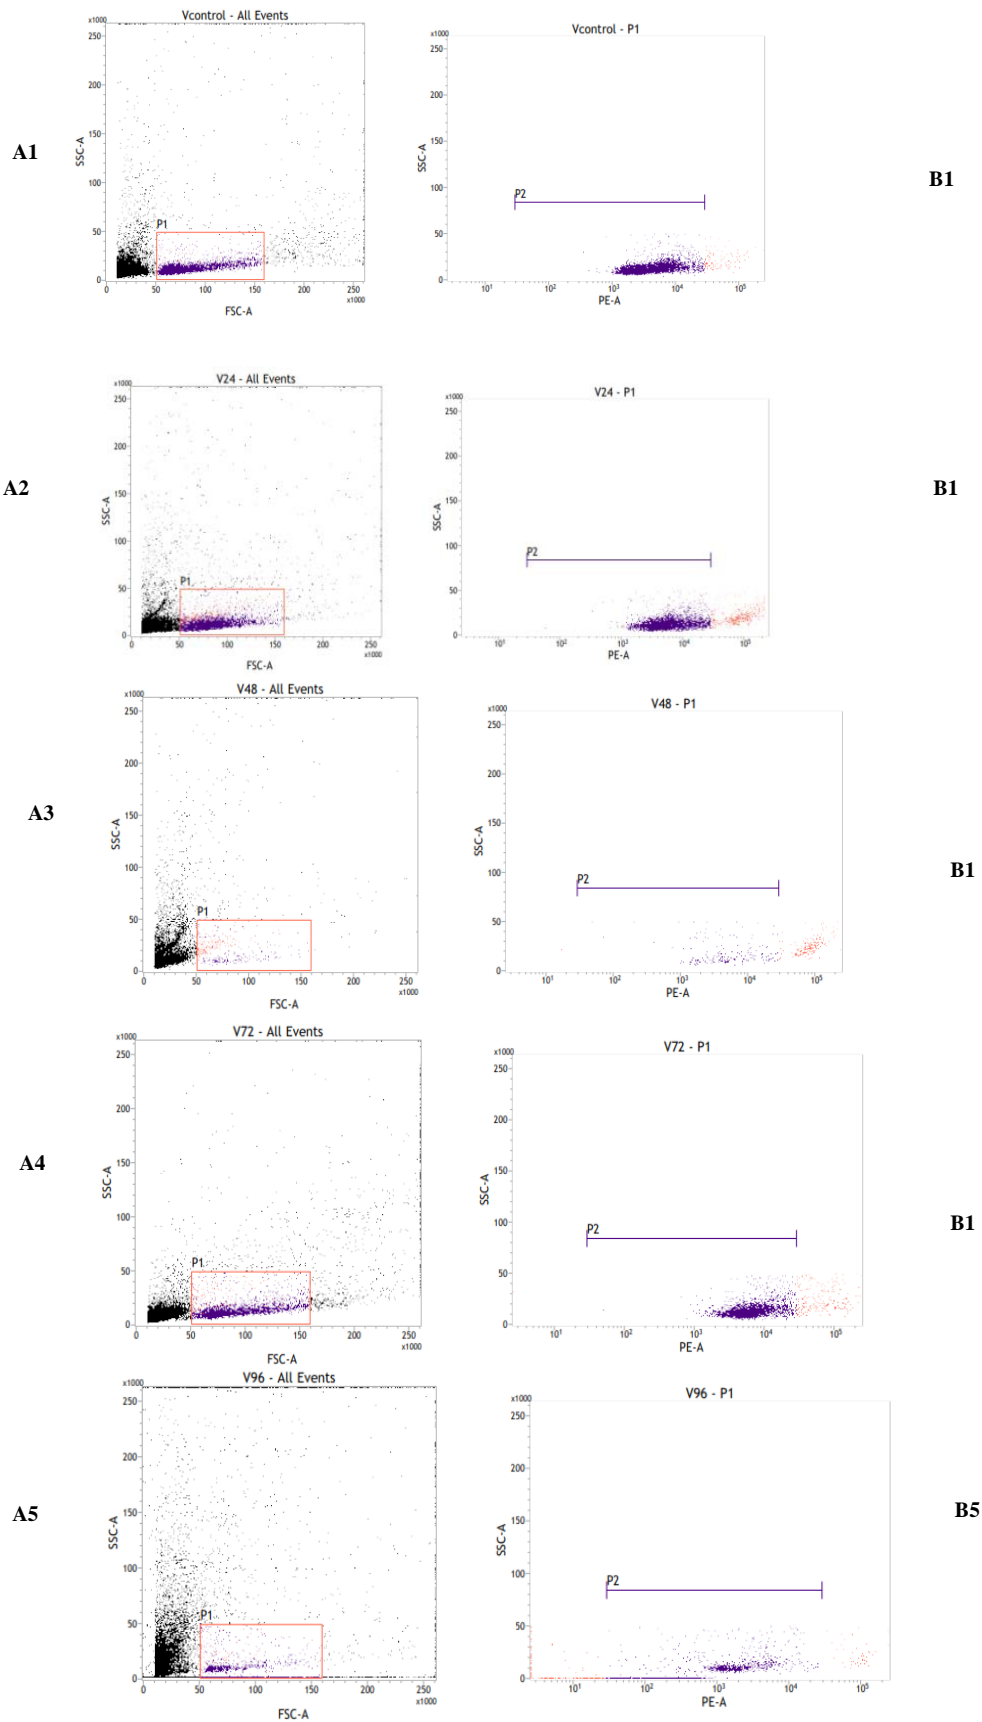 Vcontrol - All Events
x1000
250
200
150
100
50
0
SSC-A
P1
0 50 100 150 200 250
x1000
FSC-A
A1
Vcontrol - P1
x1000
250
200
150
100
50
0
SSC-A
P2
10¹ 10² 10³ 10⁴ 10⁵
PE-A
B1
V24 - All Events
x1000
250
200
150
100
50
0
SSC-A
P1
0 50 100 150 200 250
x1000
FSC-A
A2
V24 - P1
x1000
250
200
150
100
50
0
SSC-A
P2
10¹ 10² 10³ 10⁴ 10⁵
PE-A
B1
V48 - All Events
x1000
250
200
150
100
50
0
SSC-A
P1
0 50 100 150 200 250
x1000
FSC-A
A3
V48 - P1
x1000
250
200
150
100
50
0
SSC-A
P2
10¹ 10² 10³ 10⁴ 10⁵
PE-A
B1
V72 - All Events
x1000
250
200
150
100
50
0
SSC-A
P1
0 50 100 150 200 250
x1000
FSC-A
A4
V72 - P1
x1000
250
200
150
100
50
0
SSC-A
P2
10¹ 10² 10³ 10⁴ 10⁵
PE-A
B1
V96 - All Events
x1000
250
200
150
100
50
0
SSC-A
P1
0 50 100 150 200 250
x1000
FSC-A
A5
V96 - P1
x1000
250
200
150
100
50
0
SSC-A
P2
10¹ 10² 10³ 10⁴ 10⁵
PE-A
B5